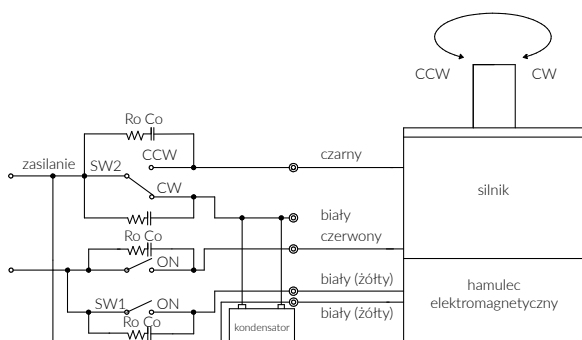 CCW
CW
Ro Co
CCW
czarny
zasilanie
SW2
CW
silnik
biały
Ro Co
czerwony
ON
biały (żółty)
hamulec
elektromagnetyczny
SW1
ON
biały (żółty)
Ro Co
kondensator